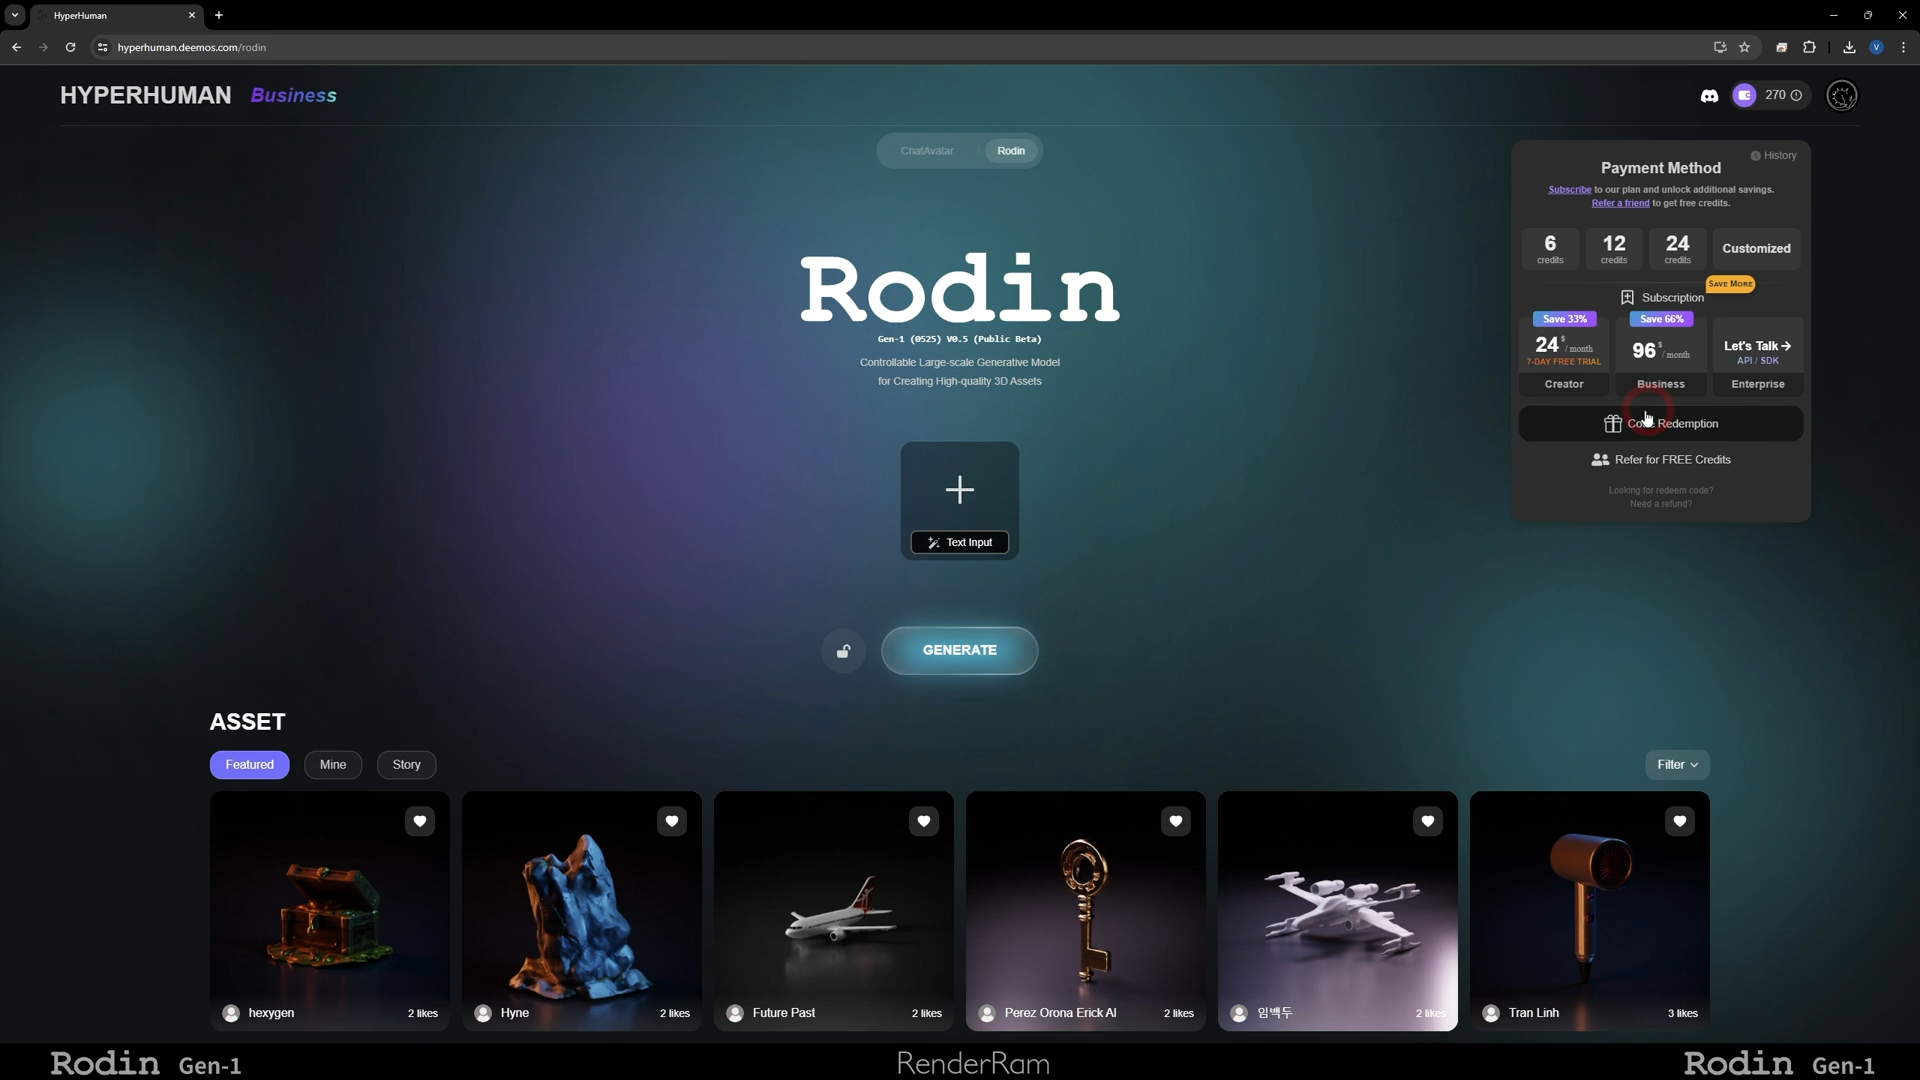 HyperHuman
hyperhuman.deemos.com/rodin
V
HYPERHUMAN Business
270
ChatAvatar Rodin
History
Payment Method
Subscribe to our plan and unlock additional savings.
Refer a friend to get free credits.
6 credits
12 credits
24 credits
Customized
SAVE MORE
Subscription
Save 33%
24 $ / month
7-DAY FREE TRIAL
Creator
Save 66%
96 $ / month
Business
Let's Talk →
API / SDK
Enterprise
Code Redemption
Refer for FREE Credits
Looking for redeem code?
Need a refund?
Rodin
Gen-1 (0525) V0.5 (Public Beta)
Controllable Large-scale Generative Model
for Creating High-quality 3D Assets
Text Input
GENERATE
ASSET
Featured Mine Story
Filter
hexygen 2 likes
Hyne 2 likes
Future Past 2 likes
Perez Orona Erick Al 2 likes
임백두 2 likes
Tran Linh 3 likes
Rodin Gen-1
RenderRam
Rodin Gen-1